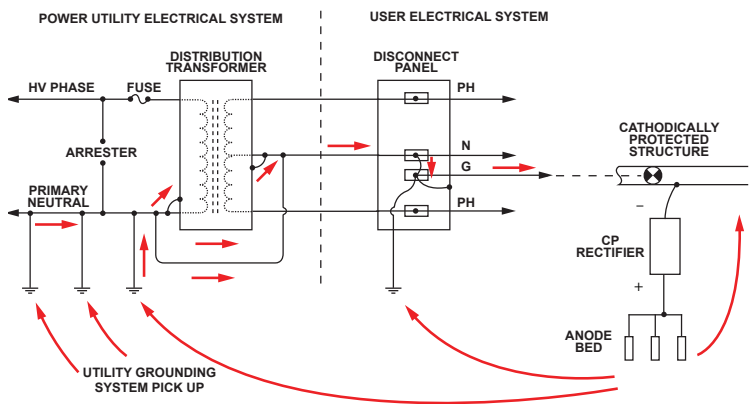 POWER UTILITY ELECTRICAL SYSTEM
USER ELECTRICAL SYSTEM
DISTRIBUTION
TRANSFORMER
DISCONNECT
PANEL
HV PHASE
FUSE
PH
ARRESTER
N
G
CATHODICALLY
PROTECTED
STRUCTURE
PRIMARY
NEUTRAL
PH
–
CP
RECTIFIER
+
ANODE
BED
UTILITY GROUNDING
SYSTEM PICK UP